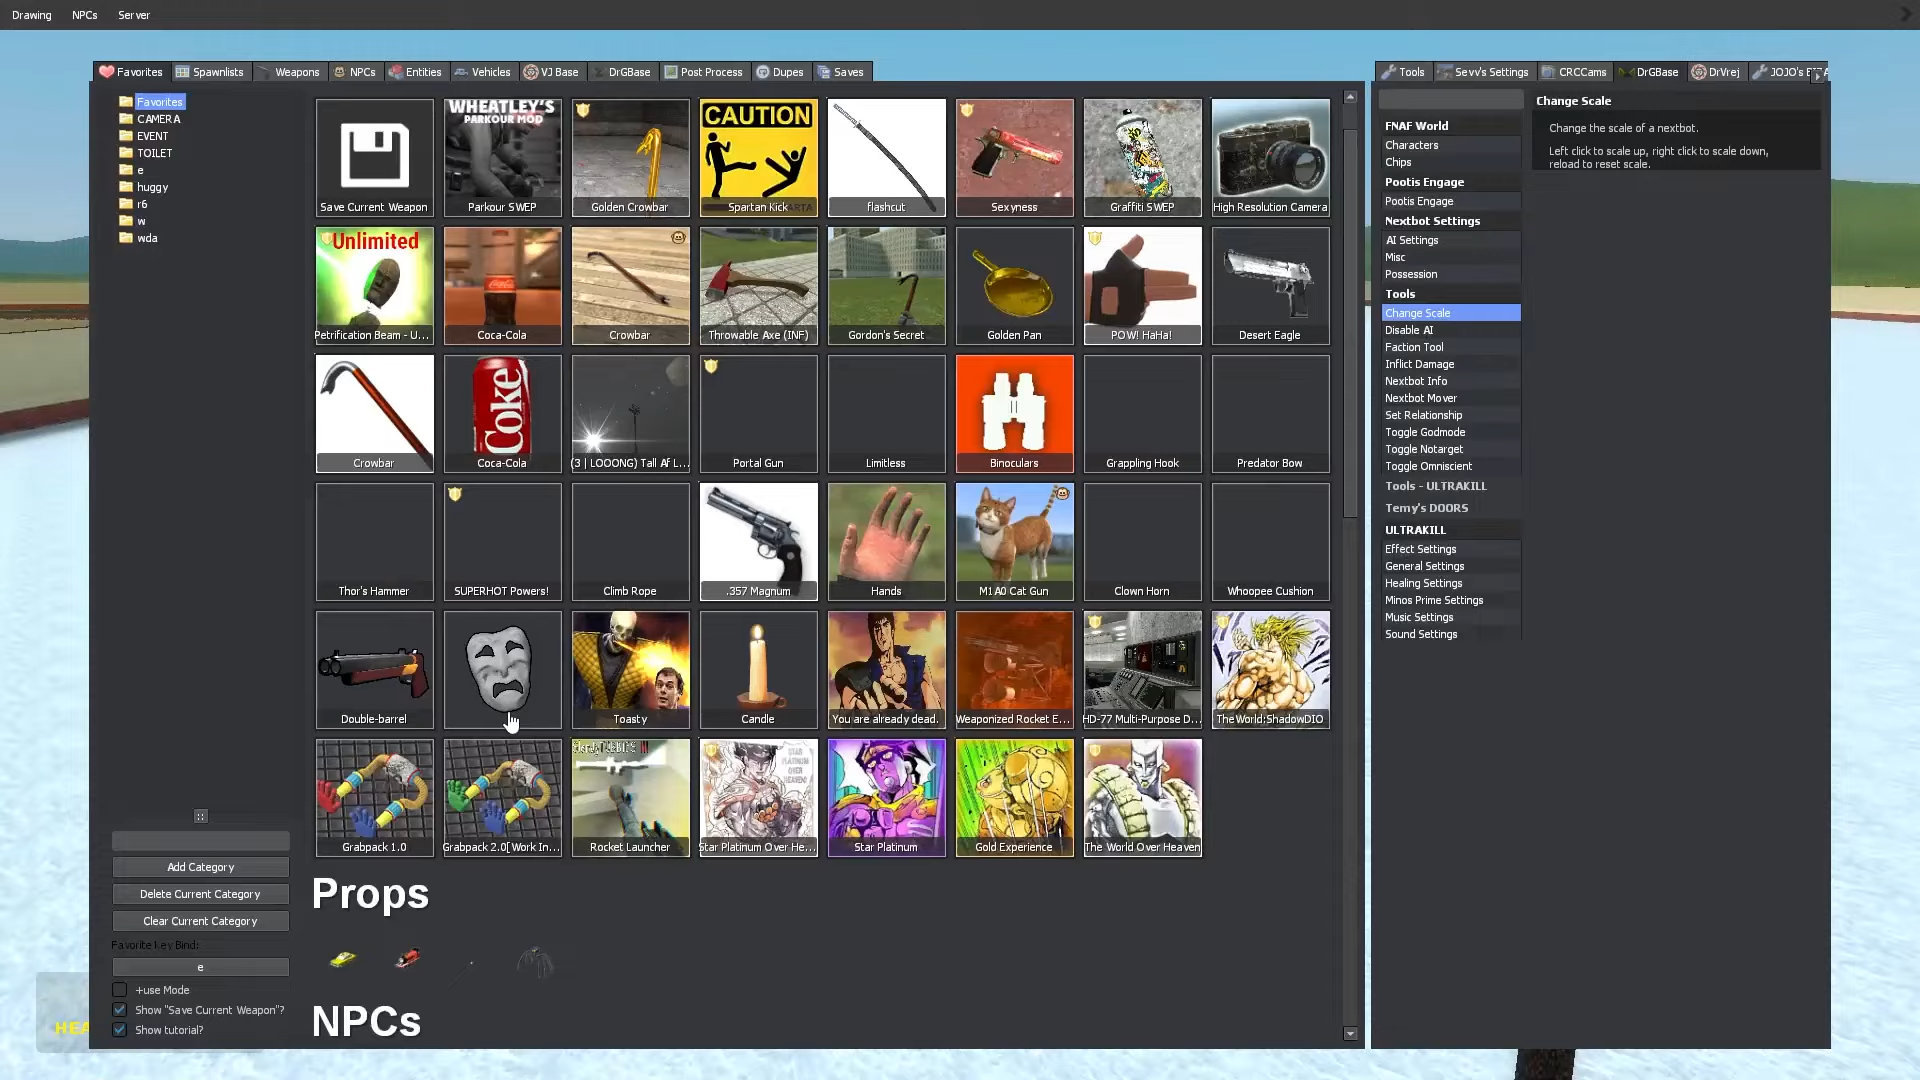 Drawing NPCs Server
Favorites Spawnlists Weapons NPCs Entities Vehicles VJ Base DrGBase Post Process Dupes Saves
Tools Sevv's Settings CRCCams DrGBase DrVrej
Favorites
CAMERA
EVENT
TOILET
e
huggy
r6
w
wda
WHEATLEY'S
PARKOUR MOD
CAUTION
Save Current Weapon Parkour SWEP Golden Crowbar Spartan Kick flashcut Sexyness Graffiti SWEP High Resolution Camera
Unlimited
Petrification Beam - U... Coca-Cola Crowbar Throwable Axe (INF) Gordon's Secret Golden Pan POW! HaHa! Desert Eagle
Coke
Crowbar Coca-Cola (3 | LOOONG) Tall Af L... Portal Gun Limitless Binoculars Grappling Hook Predator Bow
Thor's Hammer SUPERHOT Powers! Climb Rope .357 Magnum Hands M1A0 Cat Gun Clown Horn Whoopee Cushion
Double-barrel Toasty Candle You are already dead. Weaponized Rocket E... HD-77 Multi-Purpose D... TheWorld:ShadowDIO
STAR
PLATINUM
OVER
HEAVEN
Grabpack 1.0 Grabpack 2.0[Work In... Rocket Launcher Star Platinum Over He... Star Platinum Gold Experience The World Over Heaven
Props
NPCs
Add Category
Delete Current Category
Clear Current Category
Favorite Key Bind:
e
+use Mode
Show "Save Current Weapon"?
Show tutorial?
FNAF World
Characters
Chips
Pootis Engage
Pootis Engage
Nextbot Settings
AI Settings
Misc
Possession
Tools
Change Scale
Disable AI
Faction Tool
Inflict Damage
Nextbot Info
Nextbot Mover
Set Relationship
Toggle Godmode
Toggle Notarget
Toggle Omniscient
Tools - ULTRAKILL
Temy's DOORS
ULTRAKILL
Effect Settings
General Settings
Healing Settings
Minos Prime Settings
Music Settings
Sound Settings
Change Scale
Change the scale of a nextbot.
Left click to scale up, right click to scale down,
reload to reset scale.